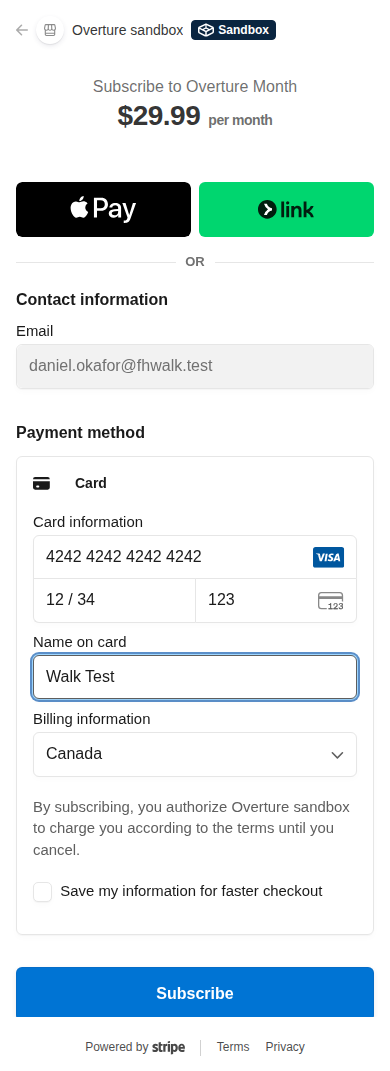 Overture sandbox Sandbox
Subscribe to Overture Month
$29.99 per month
Pay link
OR
Contact information
Email
daniel.okafor@fhwalk.test
Payment method
Card
Card information
4242 4242 4242 4242 VISA
12 / 34 123 123
Name on card
Walk Test
Billing information
Canada
By subscribing, you authorize Overture sandbox
to charge you according to the terms until you
cancel.
Save my information for faster checkout
Subscribe
Powered by stripe Terms Privacy